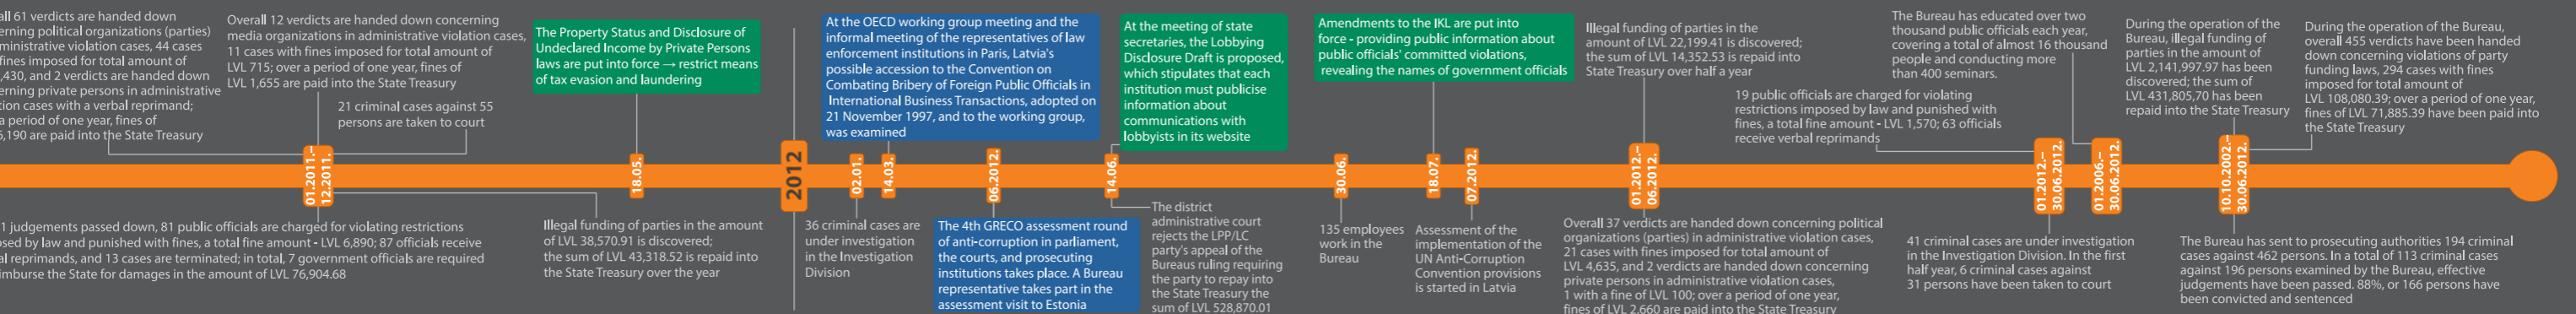 all 61 verdicts are handed down
erning political organizations (parties)
ministrative violation cases, 44 cases
fines imposed for total amount of
,430, and 2 verdicts are handed down
erning private persons in administrative
tion cases with a verbal reprimand;
a period of one year, fines of
6,190 are paid into the State Treasury
Overall 12 verdicts are handed down concerning
media organizations in administrative violation cases,
11 cases with fines imposed for total amount of
LVL 715; over a period of one year, fines of
LVL 1,655 are paid into the State Treasury
21 criminal cases against 55
persons are taken to court
01.2011.–
12.2011.
1 judgements passed down, 81 public officials are charged for violating restrictions
osed by law and punished with fines, a total fine amount - LVL 6,890; 87 officials receive
al reprimands, and 13 cases are terminated; in total, 7 government officials are required
imburse the State for damages in the amount of LVL 76,904.68
Illegal funding of parties in the amount
of LVL 38,570.91 is discovered;
the sum of LVL 43,318.52 is repaid into
the State Treasury over the year
The Property Status and Disclosure of
Undeclared Income by Private Persons
laws are put into force → restrict means
of tax evasion and laundering
18.05.
2012
02.01.
36 criminal cases are
under investigation
in the Investigation
Division
At the OECD working group meeting and the
informal meeting of the representatives of law
enforcement institutions in Paris, Latvia's
possible accession to the Convention on
Combating Bribery of Foreign Public Officials in
International Business Transactions, adopted on
21 November 1997, and to the working group,
was examined
14.03.
06.2012.
The 4th GRECO assessment round
of anti-corruption in parliament,
the courts, and prosecuting
institutions takes place. A Bureau
representative takes part in the
assessment visit to Estonia
At the meeting of state
secretaries, the Lobbying
Disclosure Draft is proposed,
which stipulates that each
institution must publicise
information about
communications with
lobbyists in its website
14.06.
The district
administrative court
rejects the LPP/LC
party's appeal of the
Bureaus ruling requiring
the party to repay into
the State Treasury the
sum of LVL 528,870.01
30.06.
135 employees
work in the
Bureau
Amendments to the IKL are put into
force - providing public information about
public officials' committed violations,
revealing the names of government officials
18.07.
07.2012.
Assessment of the
implementation of the
UN Anti-Corruption
Convention provisions
is started in Latvia
Illegal funding of parties in the
amount of LVL 22,199.41 is discovered;
the sum of LVL 14,352.53 is repaid into
State Treasury over half a year
01.2012.–
06.2012.
Overall 37 verdicts are handed down concerning political
organizations (parties) in administrative violation cases,
21 cases with fines imposed for total amount of
LVL 4,635, and 2 verdicts are handed down concerning
private persons in administrative violation cases,
1 with a fine of LVL 100; over a period of one year,
fines of LVL 2,660 are paid into the State Treasury
19 public officials are charged for violating
restrictions imposed by law and punished with
fines, a total fine amount - LVL 1,570; 63 officials
receive verbal reprimands
01.2012.–
30.06.2012.
41 criminal cases are under investigation
in the Investigation Division. In the first
half year, 6 criminal cases against
31 persons have been taken to court
The Bureau has educated over two
thousand public officials each year,
covering a total of almost 16 thousand
people and conducting more
than 400 seminars.
01.2006.–
30.06.2012.
During the operation of the
Bureau, illegal funding of
parties in the amount of
LVL 2,141,997.97 has been
discovered; the sum of
LVL 431,805,70 has been
repaid into the State Treasury
10.10.2002.–
30.06.2012.
During the operation of the Bureau,
overall 455 verdicts have been handed
down concerning violations of party
funding laws, 294 cases with fines
imposed for total amount of
LVL 108,080.39; over a period of one year,
fines of LVL 71,885.39 have been paid into
the State Treasury
The Bureau has sent to prosecuting authorities 194 criminal
cases against 462 persons. In a total of 113 criminal cases
against 196 persons examined by the Bureau, effective
judgements have been passed. 88%, or 166 persons have
been convicted and sentenced